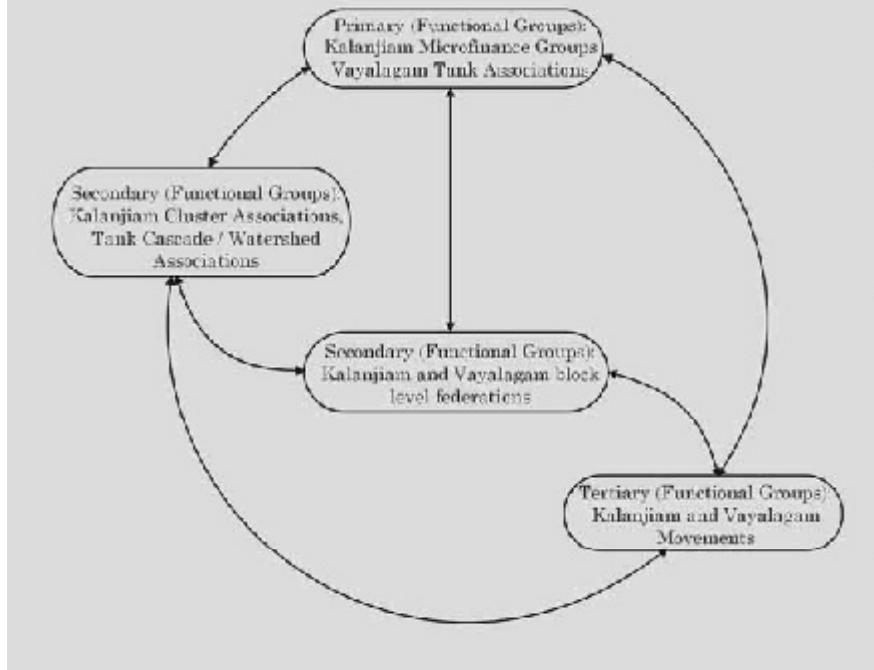 Primary (Functional Groups):
Kalanjiam Microfinance Groups
Vayalagam Tank Associations
Secondary (Functional Groups):
Kalanjiam Cluster Associations,
Tank Cascade / Watershed
Associations
Secondary (Functional Groups):
Kalanjiam and Vayalagam block
level federations
Tertiary (Functional Groups):
Kalanjiam and Vayalagam
Movements